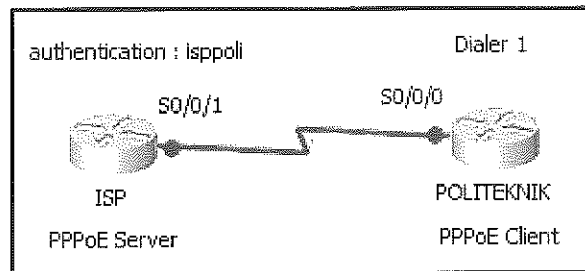 authentication : isppoli
Dialer 1
S0/0/1
S0/0/0
ISP
POLITEKNIK
PPPoE Server
PPPoE Client